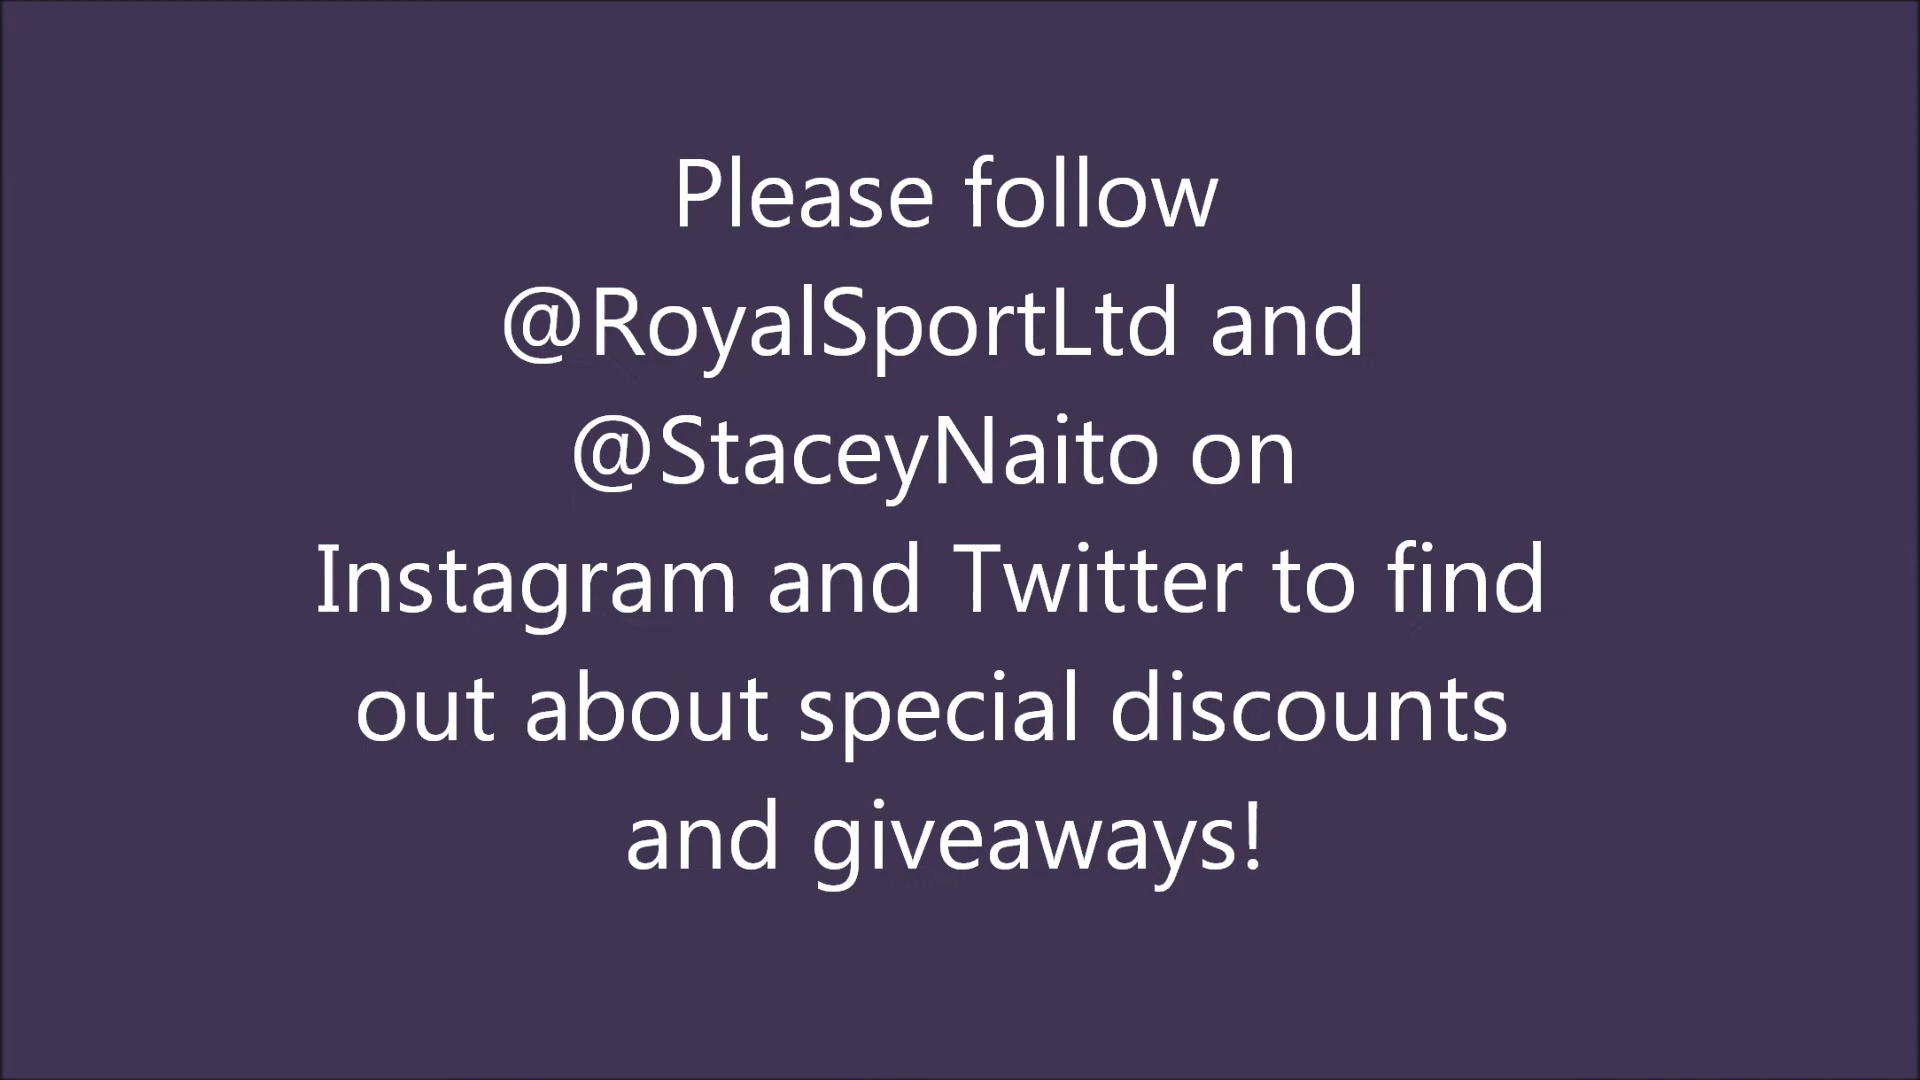 Please follow
@RoyalSportLtd and
@StaceyNaito on
Instagram and Twitter to find
out about special discounts
and giveaways!